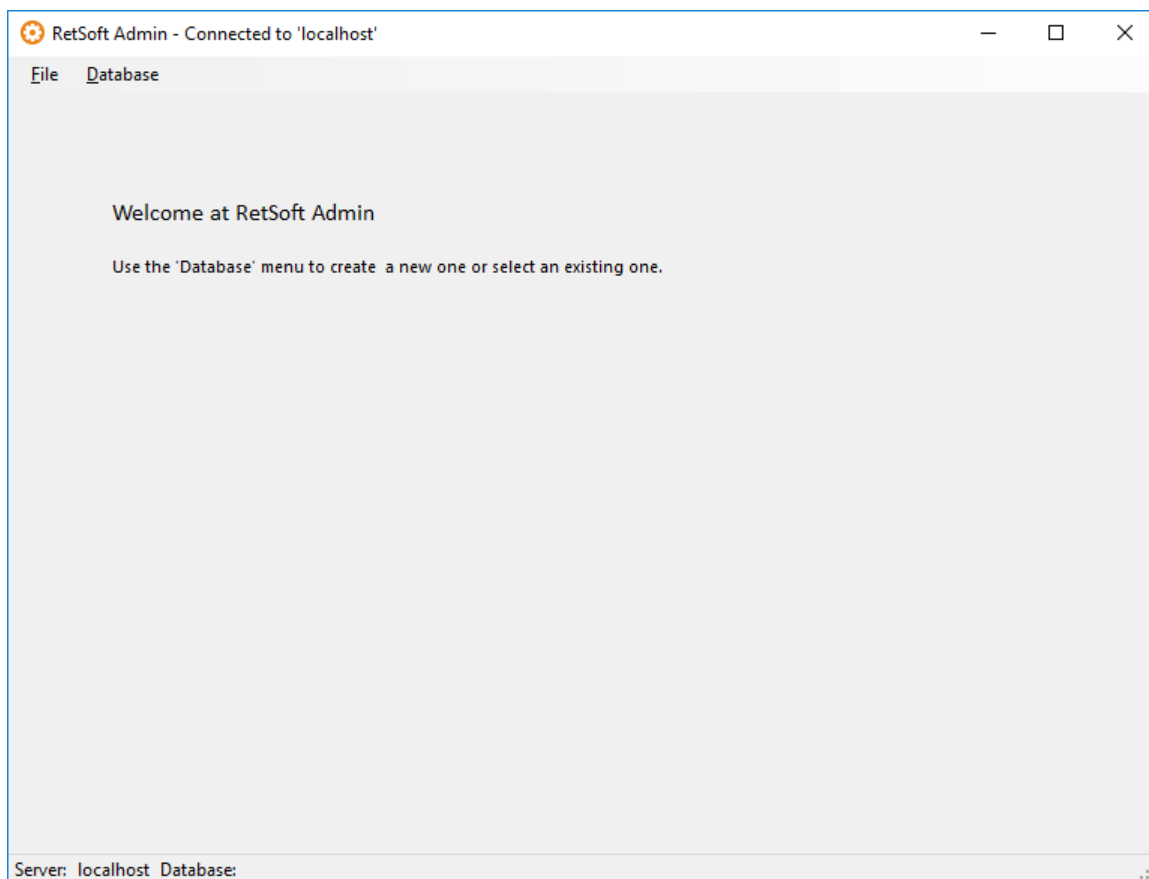 RetSoft Admin - Connected to 'localhost'
File Database
Welcome at RetSoft Admin
Use the 'Database' menu to create  a new one or select an existing one.
Server:  localhost  Database: